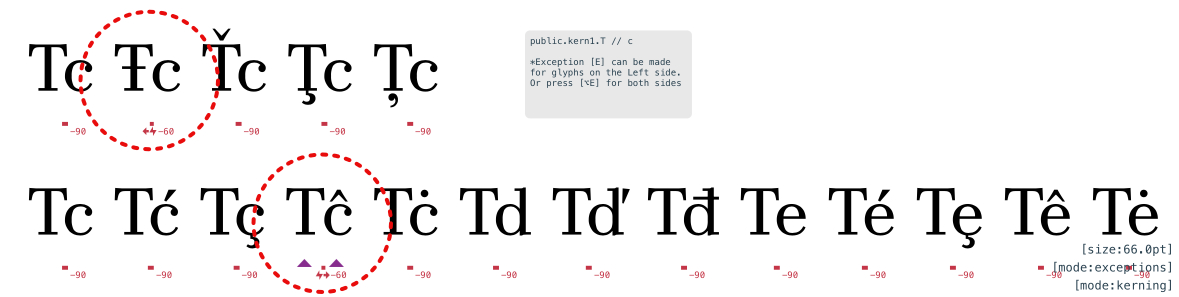 Tc Ŧc Ťc Ţc Țc
-90 -60 -90 -90 -90
public.kern1.T // c
*Exception [E] can be made
for glyphs on the Left side.
Or press [⌥E] for both sides
Tc Tć Tç Tĉ Tċ Td Tď Tđ Te Té Tȩ Tê Tė
-90 -90 -90 -60 -90 -90 -90 -90 -90 -90 -90 -90 -90
[size:66.0pt]
[mode:exceptions]
[mode:kerning]